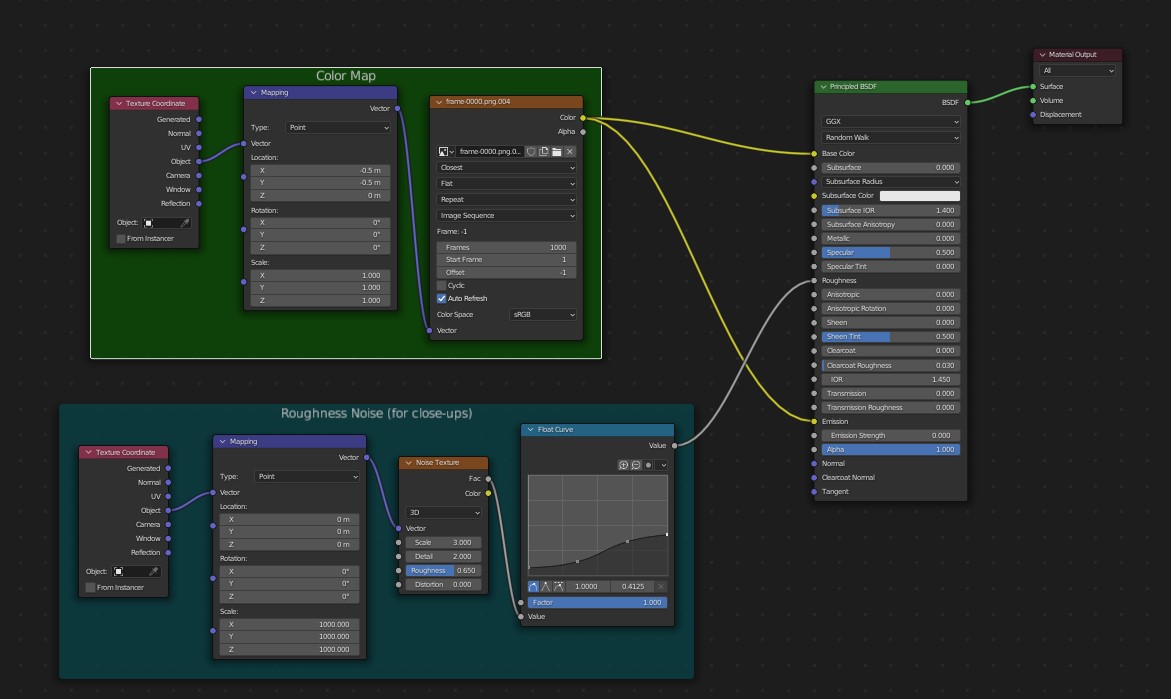 Color Map
Texture Coordinate
Generated
Normal
UV
Object
Camera
Window
Reflection
Object:
From Instancer
Mapping
Vector
Type: Point
Vector
Location:
X -0.5 m
Y -0.5 m
Z 0 m
Rotation:
X 0°
Y 0°
Z 0°
Scale:
X 1.000
Y 1.000
Z 1.000
frame-0000.png.004
Color
Alpha
frame-0000.png.0..
Closest
Flat
Repeat
Image Sequence
Frame: -1
Frames 1000
Start Frame 1
Offset -1
Cyclic
Auto Refresh
Color Space sRGB
Vector
Roughness Noise (for close-ups)
Texture Coordinate
Generated
Normal
UV
Object
Camera
Window
Reflection
Object:
From Instancer
Mapping
Vector
Type: Point
Vector
Location:
X 0 m
Y 0 m
Z 0 m
Rotation:
X 0°
Y 0°
Z 0°
Scale:
X 1000.000
Y 1000.000
Z 1000.000
Noise Texture
Fac
Color
3D
Vector
Scale 3.000
Detail 2.000
Roughness 0.650
Distortion 0.000
Float Curve
Value
1.0000 0.4125
Factor 1.000
Value
Principled BSDF
BSDF
GGX
Random Walk
Base Color
Subsurface 0.000
Subsurface Radius
Subsurface Color
Subsurface IOR 1.400
Subsurface Anisotropy 0.000
Metallic 0.000
Specular 0.500
Specular Tint 0.000
Roughness
Anisotropic 0.000
Anisotropic Rotation 0.000
Sheen 0.000
Sheen Tint 0.500
Clearcoat 0.000
Clearcoat Roughness 0.030
IOR 1.450
Transmission 0.000
Transmission Roughness 0.000
Emission
Emission Strength 0.000
Alpha 1.000
Normal
Clearcoat Normal
Tangent
Material Output
All
Surface
Volume
Displacement